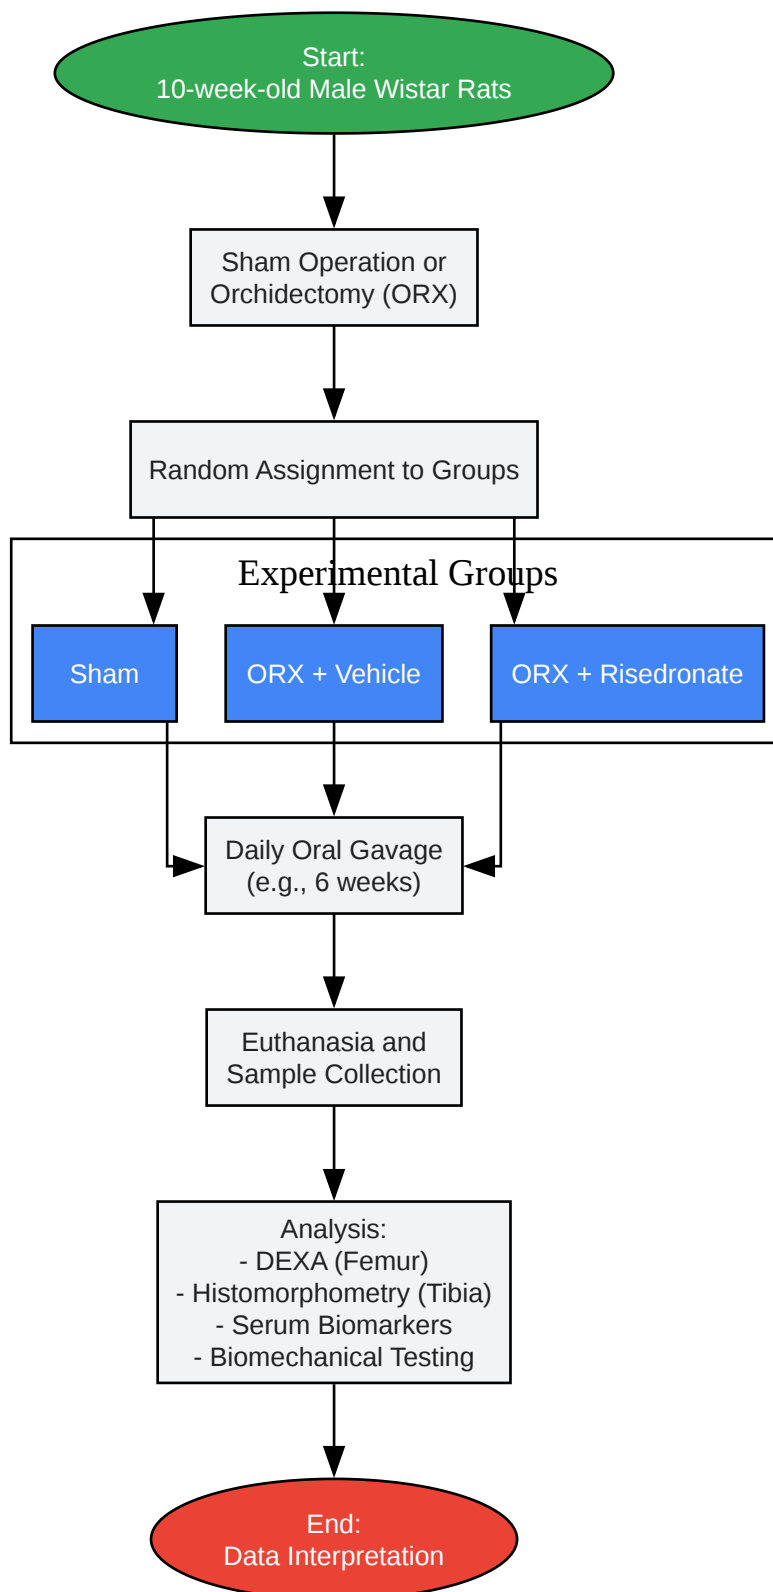 Start:
10-week-old Male Wistar Rats
Sham Operation or
Orchidectomy (ORX)
Random Assignment to Groups
Experimental Groups
Sham
ORX + Vehicle
ORX + Risedronate
Daily Oral Gavage
(e.g., 6 weeks)
Euthanasia and
Sample Collection
Analysis:
- DEXA (Femur)
- Histomorphometry (Tibia)
- Serum Biomarkers
- Biomechanical Testing
End:
Data Interpretation